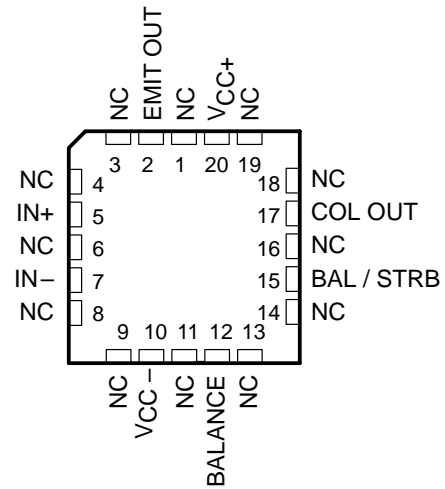 NC
EMIT OUT
NC
VCC+
NC
3 2 1 20 19
NC 4
IN+ 5
NC 6
IN− 7
NC 8
18 NC
17 COL OUT
16 NC
15 BAL / STRB
14 NC
9 10 11 12 13
NC
VCC−
NC
BALANCE
NC